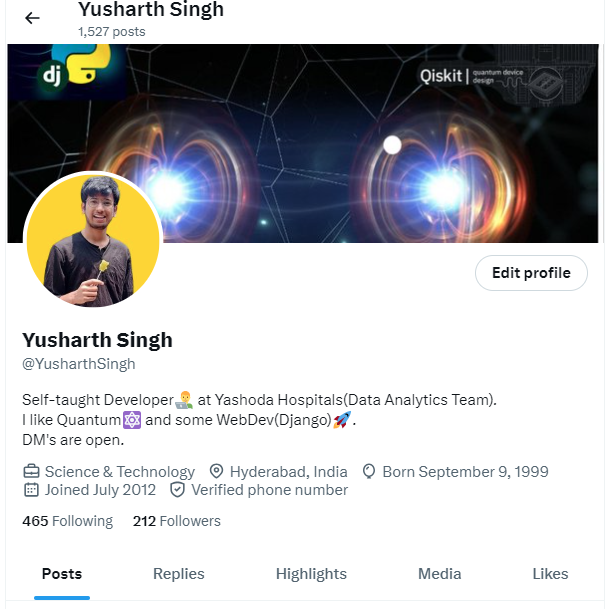 Yusharth Singh
1,527 posts
dj
Qiskit | quantum device
design
Edit profile
Yusharth Singh
@YusharthSingh
Self-taught Developer👨‍💻 at Yashoda Hospitals(Data Analytics Team).
I like Quantum⚛️ and some WebDev(Django)🚀.
DM's are open.
Science & Technology Hyderabad, India Born September 9, 1999
Joined July 2012 Verified phone number
465 Following 212 Followers
Posts Replies Highlights Media Likes